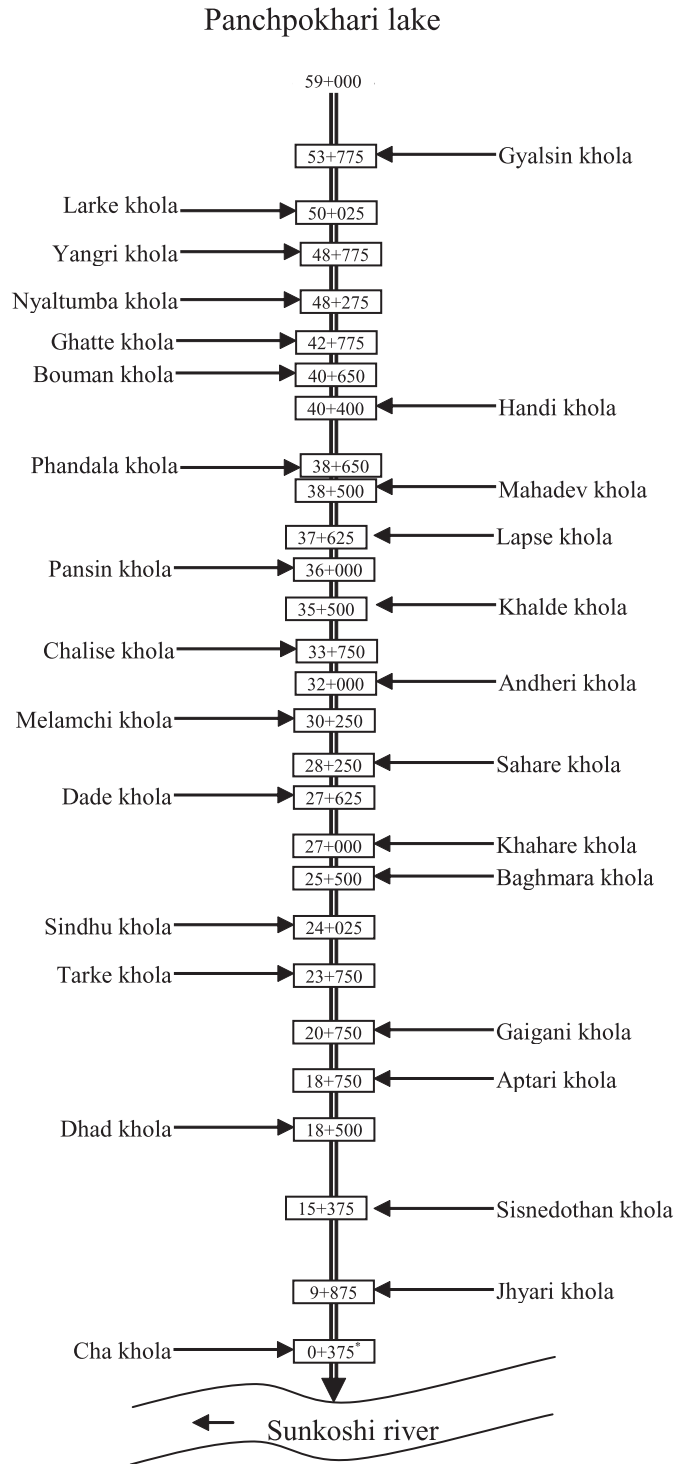 Panchpokhari lake
59+000
53+775 Gyalsin khola
Larke khola 50+025
Yangri khola 48+775
Nyaltumba khola 48+275
Ghatte khola 42+775
Bouman khola 40+650
40+400 Handi khola
Phandala khola 38+650
38+500 Mahadev khola
37+625 Lapse khola
Pansin khola 36+000
35+500 Khalde khola
Chalise khola 33+750
32+000 Andheri khola
Melamchi khola 30+250
28+250 Sahare khola
Dade khola 27+625
27+000 Khahare khola
25+500 Baghmara khola
Sindhu khola 24+025
Tarke khola 23+750
20+750 Gaigani khola
18+750 Aptari khola
Dhad khola 18+500
15+375 Sisnedothan khola
9+875 Jhyari khola
Cha khola 0+375*
Sunkoshi river